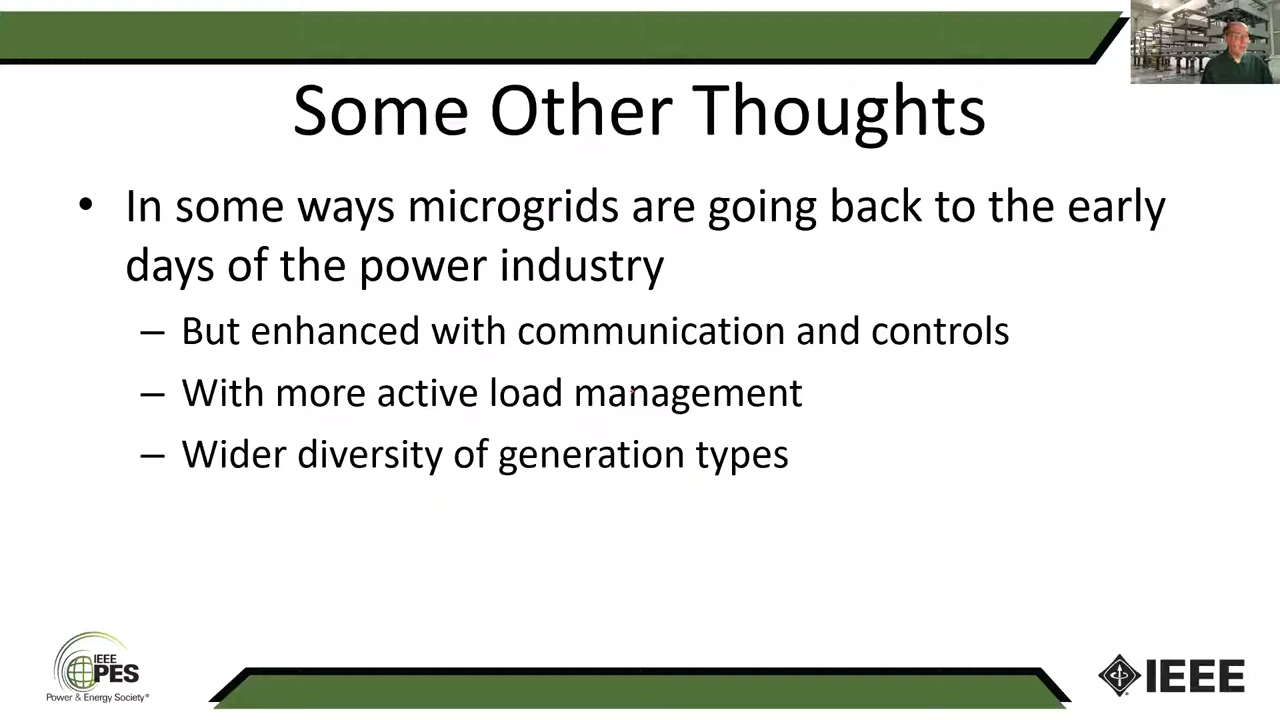 Some Other Thoughts
• In some ways microgrids are going back to the early
days of the power industry
– But enhanced with communication and controls
– With more active load management
– Wider diversity of generation types
IEEE
PES
Power & Energy Society®
IEEE